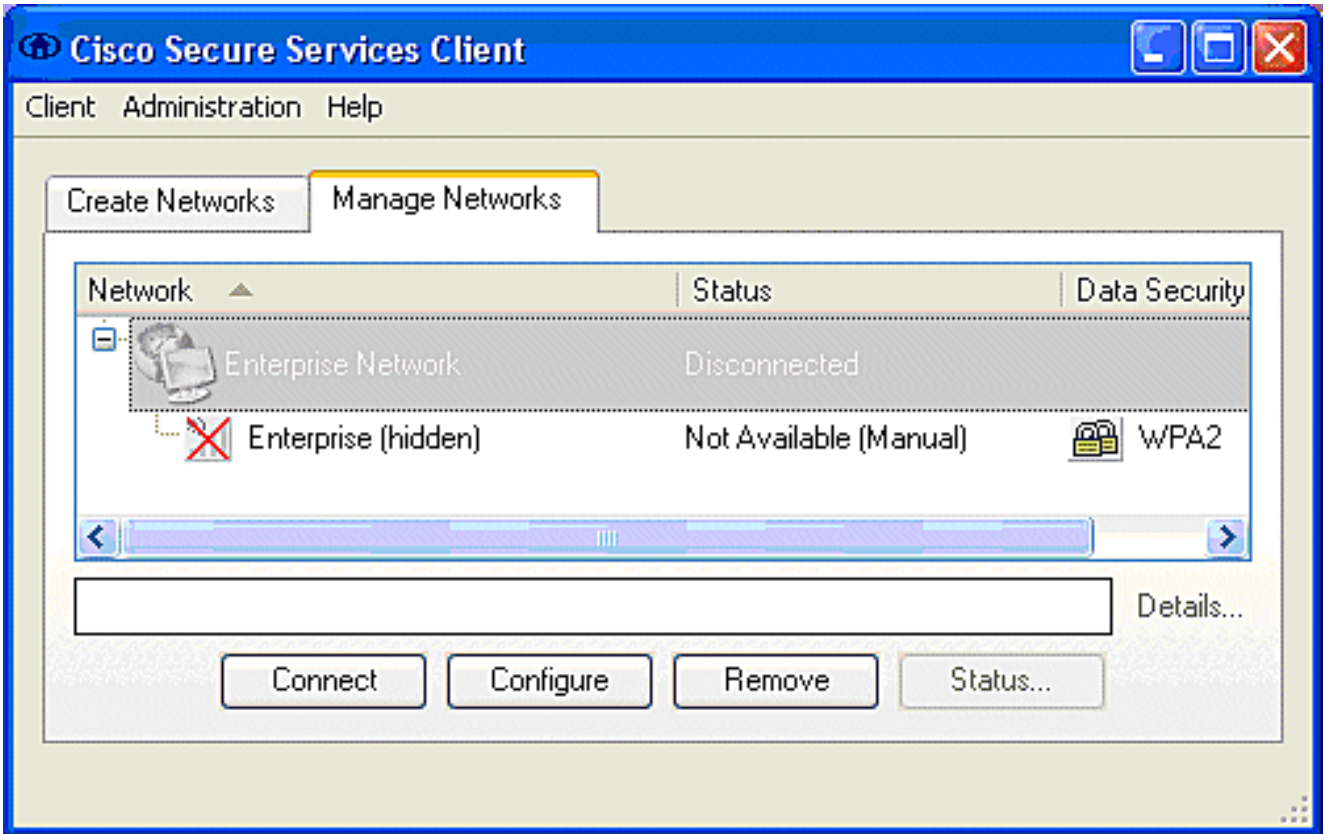 Cisco Secure Services Client
Client Administration Help
Create Networks Manage Networks
Network Status Data Security
Enterprise Network Disconnected
Enterprise (hidden) Not Available (Manual) WPA2
Details...
Connect Configure Remove Status...